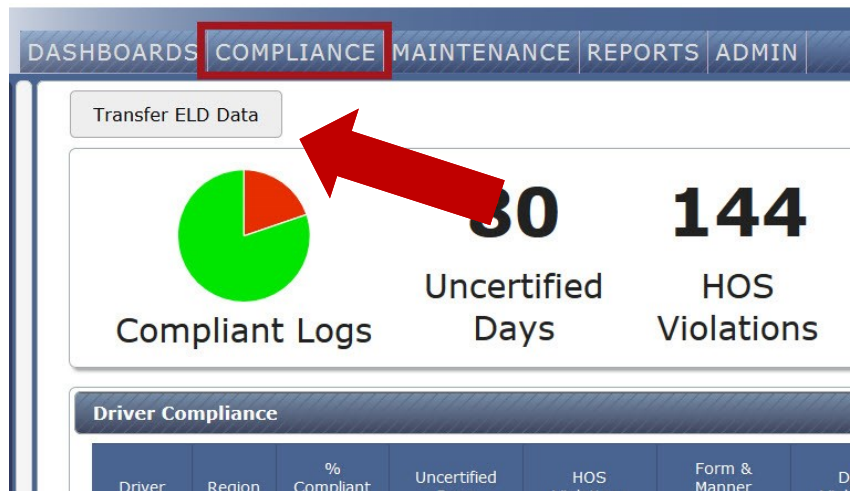 DASHBOARDS COMPLIANCE MAINTENANCE REPORTS ADMIN
Transfer ELD Data
80 144
Uncertified HOS
Compliant Logs Days Violations
Driver Compliance
% Uncertified HOS Form &
Driver Region Compliant Manner